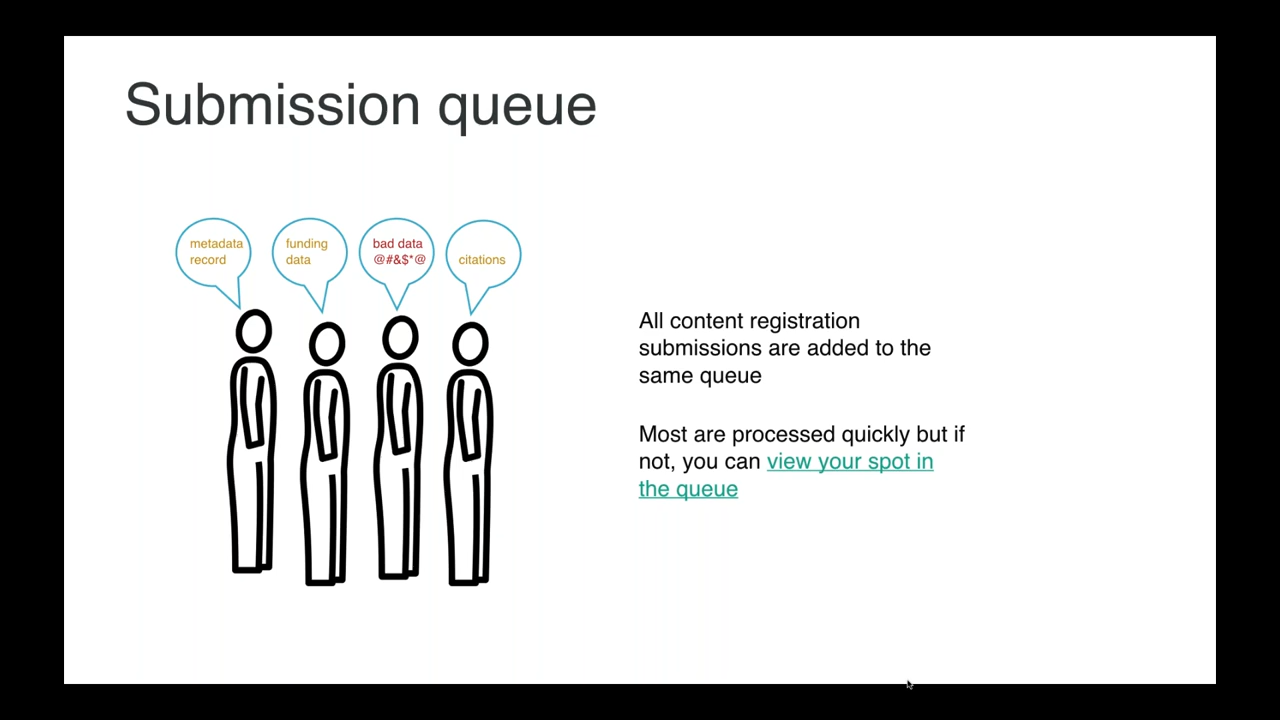 Submission queue
metadata
record
funding
data
bad data
@#&$*@
citations
All content registration
submissions are added to the
same queue
Most are processed quickly but if
not, you can view your spot in
the queue